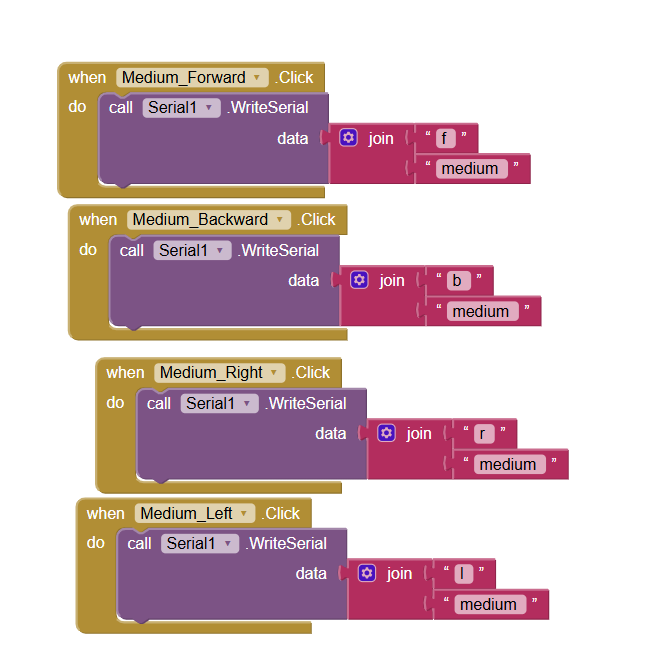 when Medium_Forward .Click
do call Serial1 .WriteSerial
data join “ f ”
“ medium ”
when Medium_Backward .Click
do call Serial1 .WriteSerial
data join “ b ”
“ medium ”
when Medium_Right .Click
do call Serial1 .WriteSerial
data join “ r ”
“ medium ”
when Medium_Left .Click
do call Serial1 .WriteSerial
data join “ l ”
“ medium ”